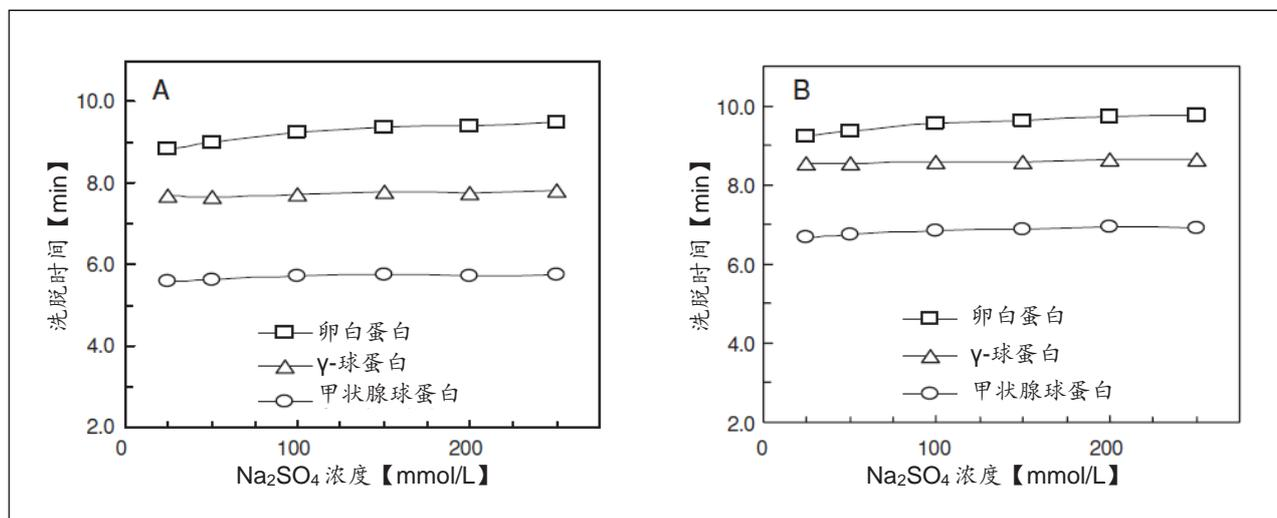 A
10.0
8.0
6.0
4.0
2.0
洗脱时间【min】
卵白蛋白
γ-球蛋白
甲状腺球蛋白
0
100
200
Na₂SO₄ 浓度【mmol/L】
B
10.0
8.0
6.0
4.0
2.0
洗脱时间【min】
卵白蛋白
γ-球蛋白
甲状腺球蛋白
0
100
200
Na₂SO₄ 浓度【mmol/L】